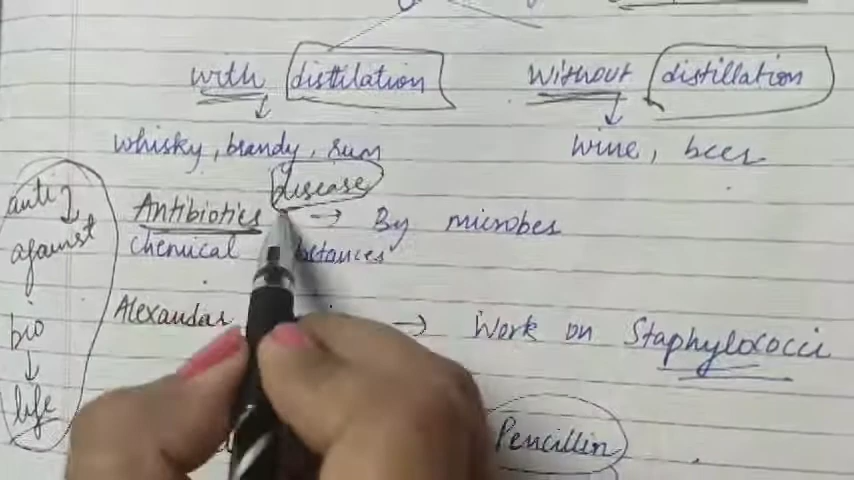 with distillation without distillation
whisky, brandy, rum wine, beer
disease
anti Antibiotics → By microbes
against chemical
Alexandar → Work on Staphylococci
bio
life
Pencillin